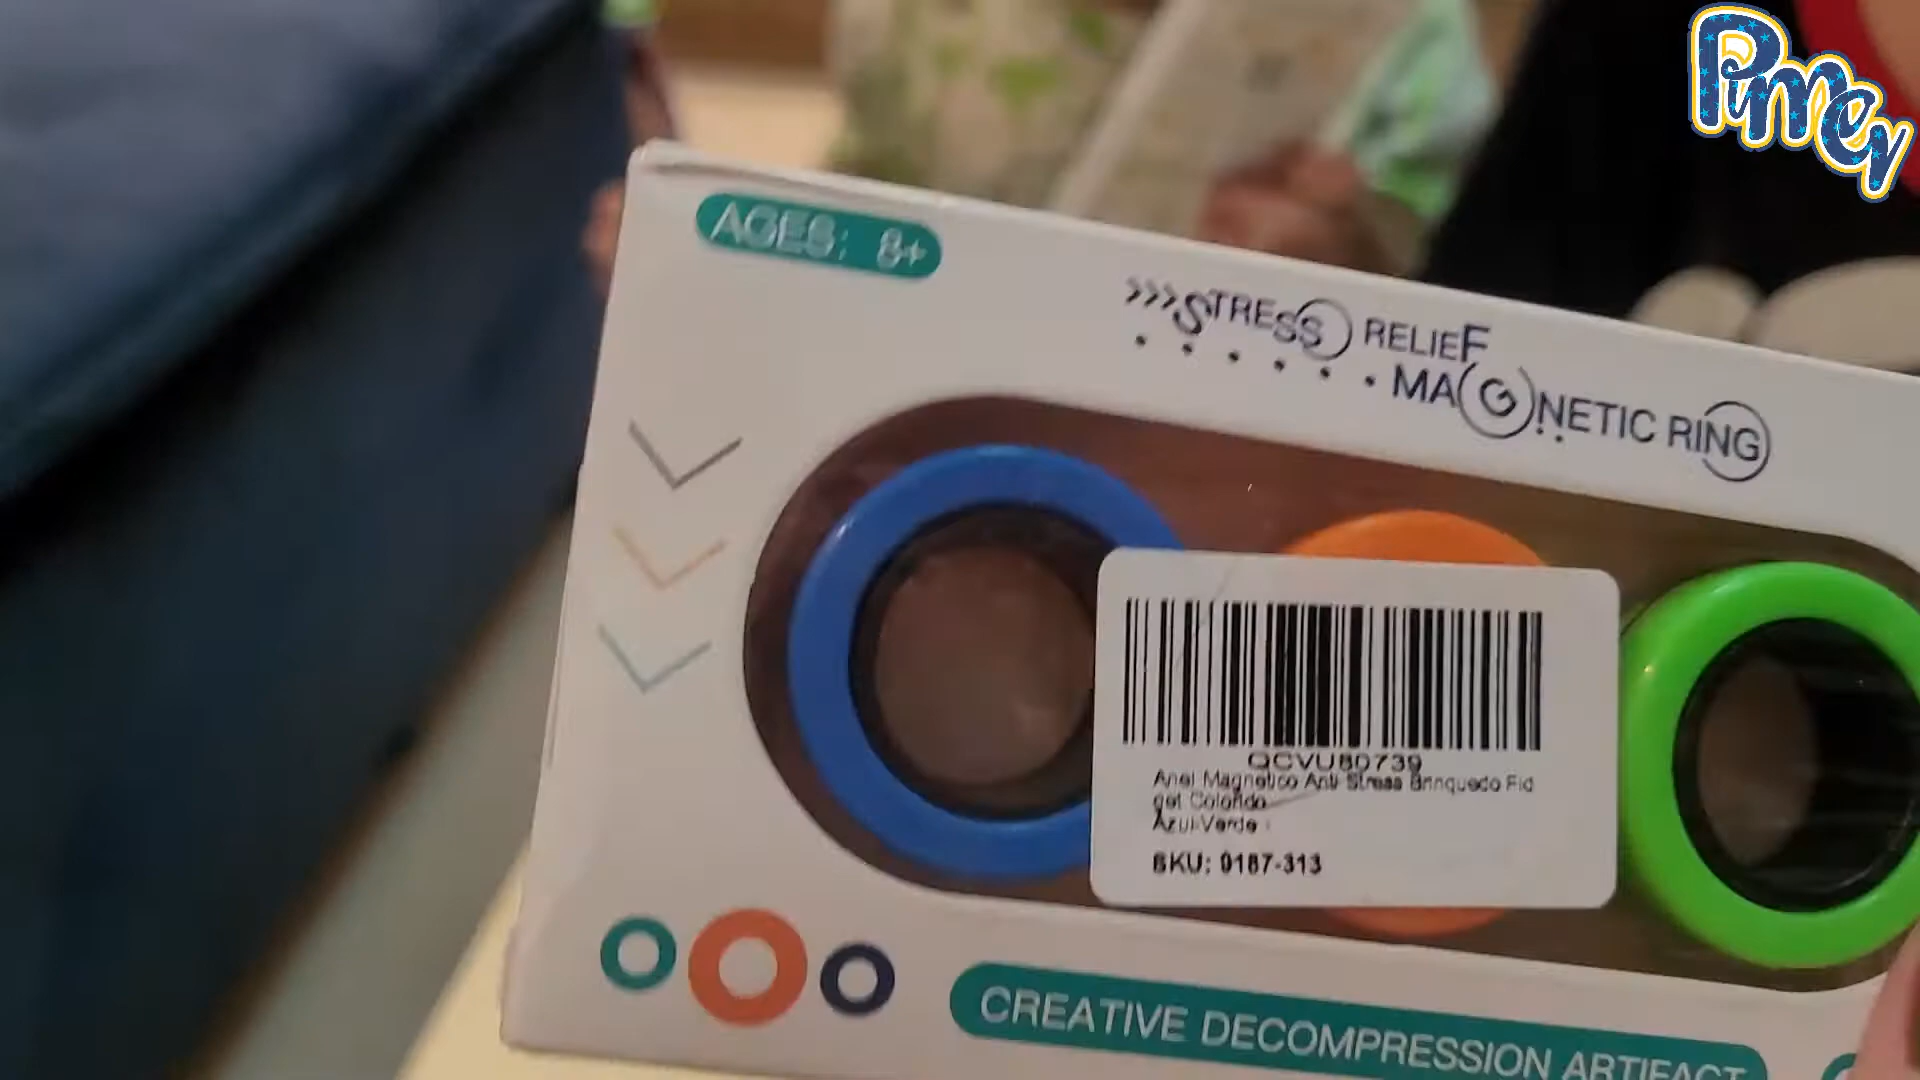 Pimcy
AGES: 8+
>>>STRESS RELIEF
MAGNETIC RING
QCVU80739
Anel Magnetico Anti Stress Brinquedo Fid
get Colorido
Azul-Verde
SKU: 9187-313
CREATIVE DECOMPRESSION ARTIFACT